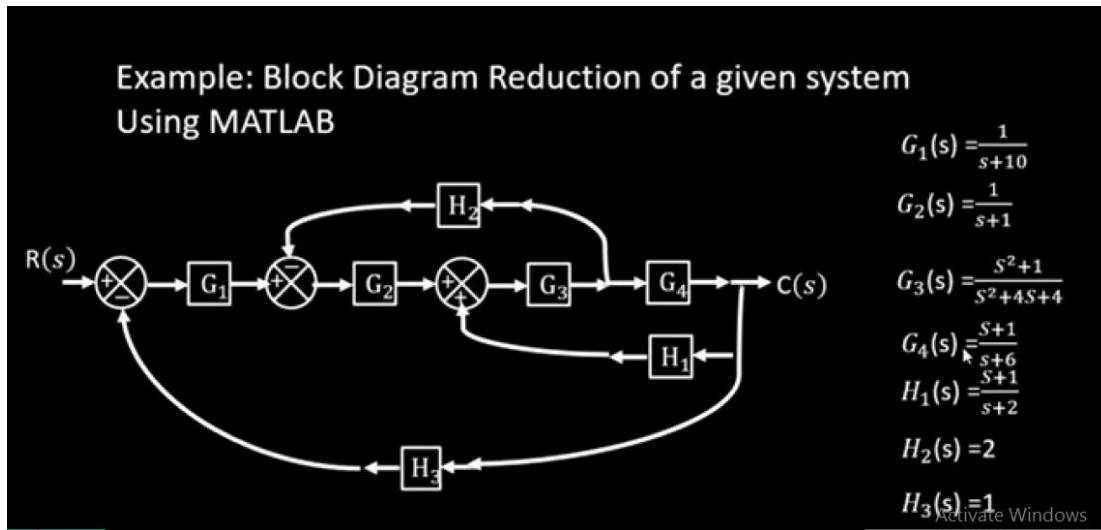 Example: Block Diagram Reduction of a given system
Using MATLAB
G₁(s) = 1/s+10
G₂(s) = 1/s+1
G₃(s) = s²+1/s²+4s+4
G₄(s) = s+1/s+6
H₁(s) = s+1/s+2
H₂(s) =2
H₃(s) =1
H₂
R(s) + − G₁ + − G₂ + + G₃ G₄ C(s)
H₁
H₃
Activate Windows